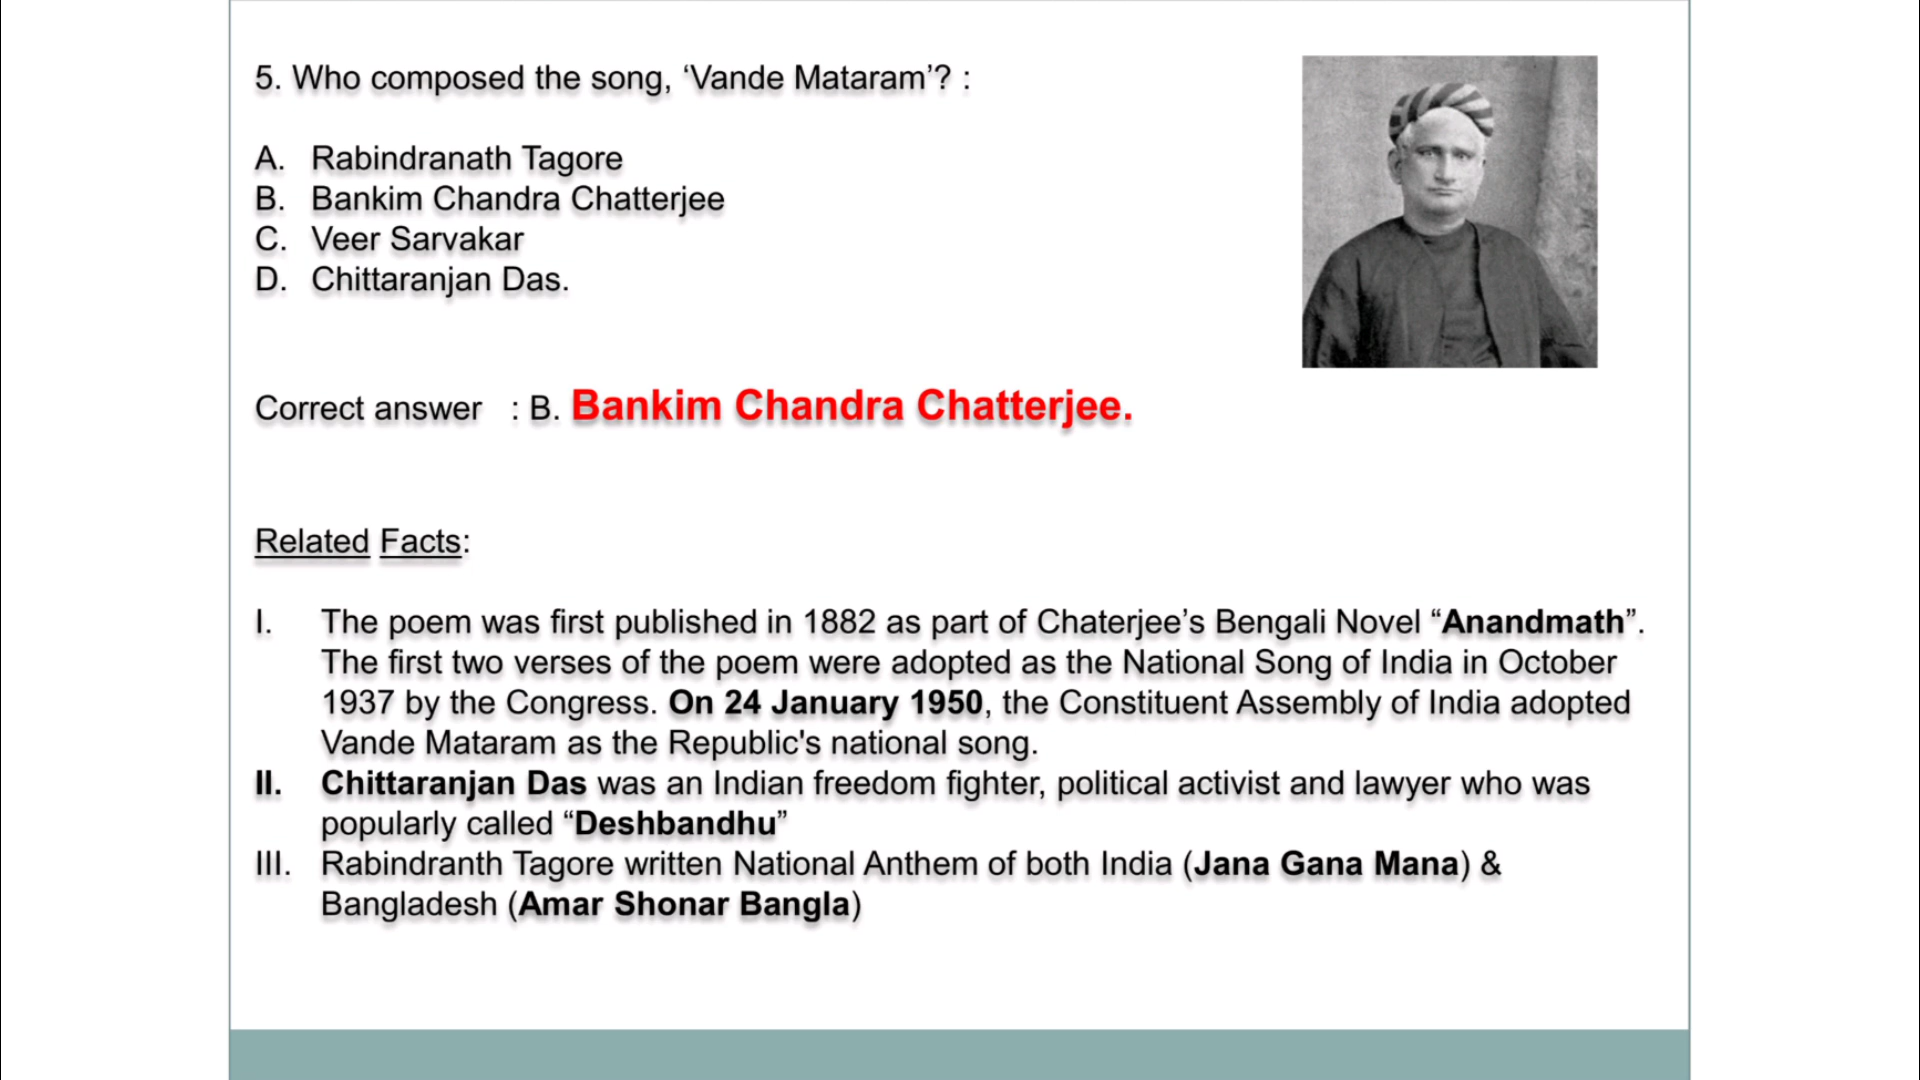 5. Who composed the song, ‘Vande Mataram’? :
A. Rabindranath Tagore
B. Bankim Chandra Chatterjee
C. Veer Sarvakar
D. Chittaranjan Das.
Correct answer : B. Bankim Chandra Chatterjee.
Related Facts:
I. The poem was first published in 1882 as part of Chaterjee’s Bengali Novel “Anandmath”.
The first two verses of the poem were adopted as the National Song of India in October
1937 by the Congress. On 24 January 1950, the Constituent Assembly of India adopted
Vande Mataram as the Republic's national song.
II. Chittaranjan Das was an Indian freedom fighter, political activist and lawyer who was
popularly called “Deshbandhu”
III. Rabindranth Tagore written National Anthem of both India (Jana Gana Mana) &
Bangladesh (Amar Shonar Bangla)